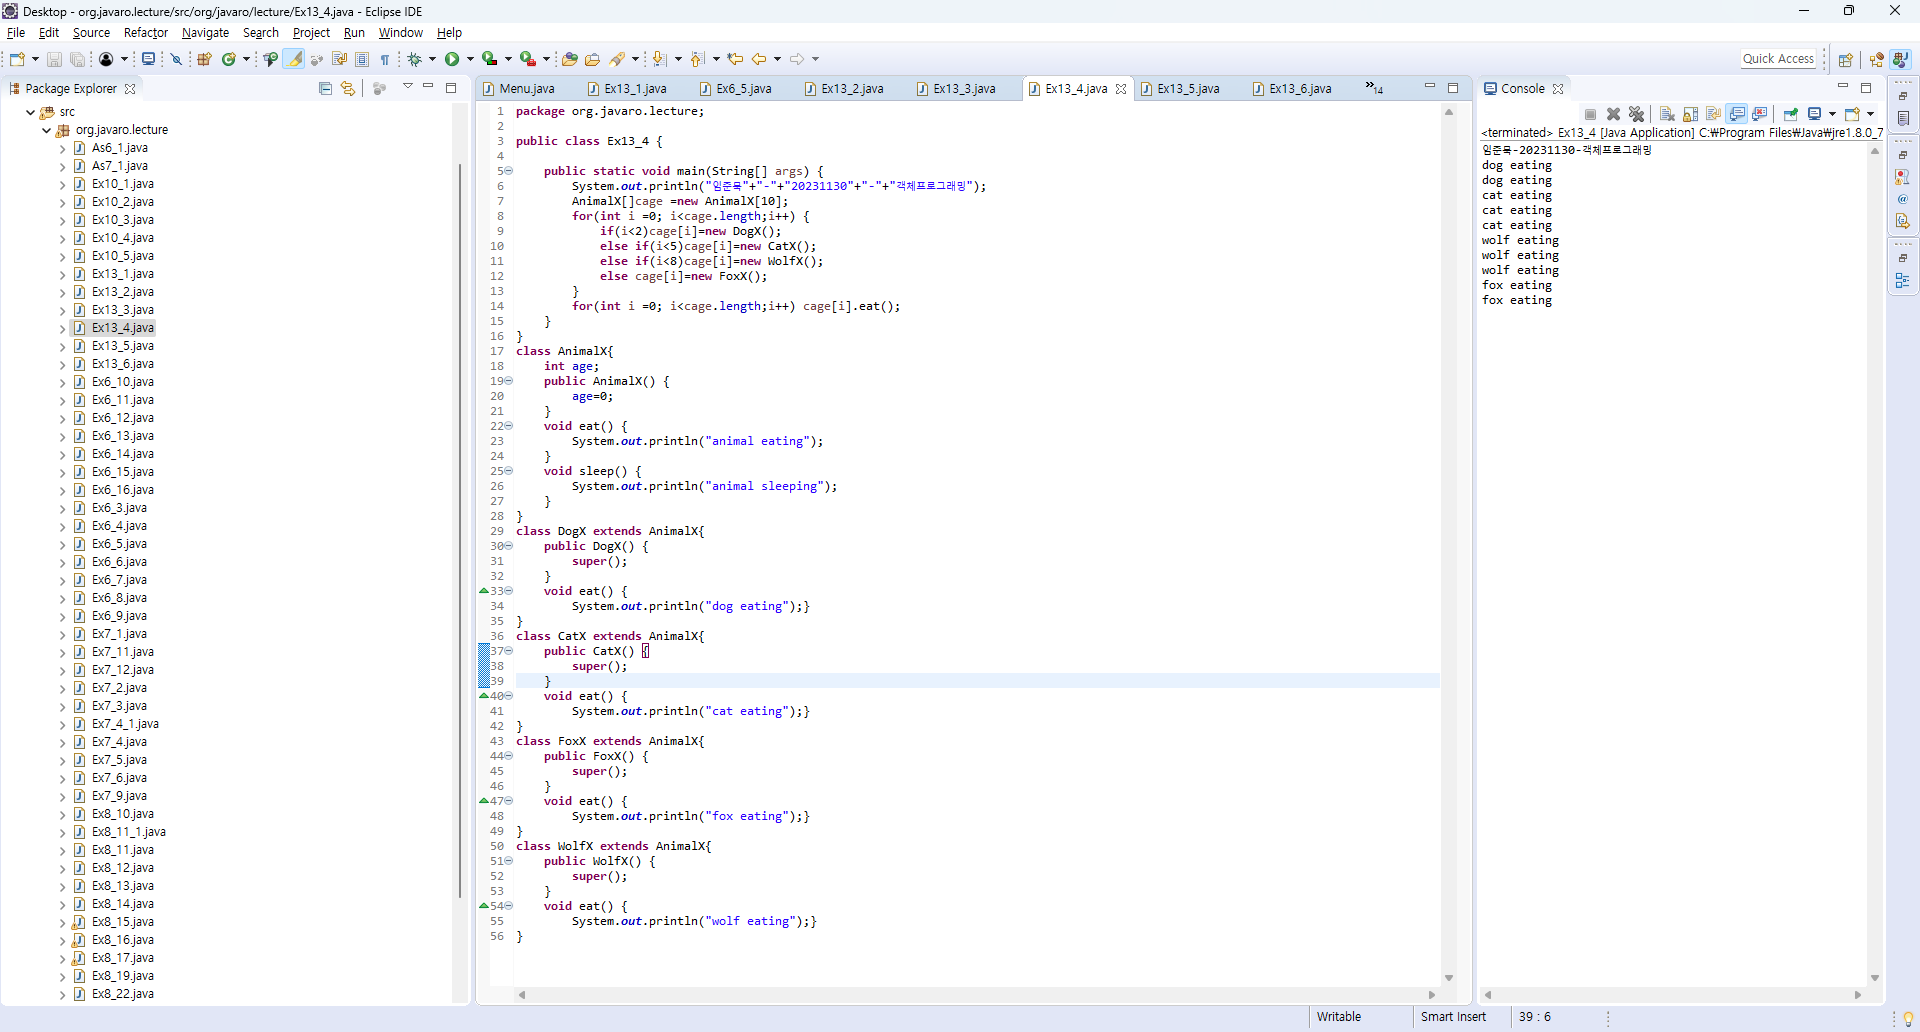 Desktop - org.javaro.lecture/src/org/javaro/lecture/Ex13_4.java - Eclipse IDE
File Edit Source Refactor Navigate Search Project Run Window Help
Quick Access
Package Explorer
src
org.javaro.lecture
As6_1.java
As7_1.java
Ex10_1.java
Ex10_2.java
Ex10_3.java
Ex10_4.java
Ex10_5.java
Ex13_1.java
Ex13_2.java
Ex13_3.java
Ex13_4.java
Ex13_5.java
Ex13_6.java
Ex6_10.java
Ex6_11.java
Ex6_12.java
Ex6_13.java
Ex6_14.java
Ex6_15.java
Ex6_16.java
Ex6_3.java
Ex6_4.java
Ex6_5.java
Ex6_6.java
Ex6_7.java
Ex6_8.java
Ex6_9.java
Ex7_1.java
Ex7_11.java
Ex7_12.java
Ex7_2.java
Ex7_3.java
Ex7_4_1.java
Ex7_4.java
Ex7_5.java
Ex7_6.java
Ex7_9.java
Ex8_10.java
Ex8_11_1.java
Ex8_11.java
Ex8_12.java
Ex8_13.java
Ex8_14.java
Ex8_15.java
Ex8_16.java
Ex8_17.java
Ex8_19.java
Ex8_22.java
Menu.java Ex13_1.java Ex6_5.java Ex13_2.java Ex13_3.java Ex13_4.java Ex13_5.java Ex13_6.java »14
1 package org.javaro.lecture;
2
3 public class Ex13_4 {
4
5 public static void main(String[] args) {
6 System.out.println("임준묵"+"-"+"20231130"+"-"+"객체프로그래밍");
7 AnimalX[]cage =new AnimalX[10];
8 for(int i =0; i<cage.length;i++) {
9 if(i<2)cage[i]=new DogX();
10 else if(i<5)cage[i]=new CatX();
11 else if(i<8)cage[i]=new WolfX();
12 else cage[i]=new FoxX();
13 }
14 for(int i =0; i<cage.length;i++) cage[i].eat();
15 }
16 }
17 class AnimalX{
18 int age;
19 public AnimalX() {
20 age=0;
21 }
22 void eat() {
23 System.out.println("animal eating");
24 }
25 void sleep() {
26 System.out.println("animal sleeping");
27 }
28 }
29 class DogX extends AnimalX{
30 public DogX() {
31 super();
32 }
33 void eat() {
34 System.out.println("dog eating");}
35 }
36 class CatX extends AnimalX{
37 public CatX() {
38 super();
39 }
40 void eat() {
41 System.out.println("cat eating");}
42 }
43 class FoxX extends AnimalX{
44 public FoxX() {
45 super();
46 }
47 void eat() {
48 System.out.println("fox eating");}
49 }
50 class WolfX extends AnimalX{
51 public WolfX() {
52 super();
53 }
54 void eat() {
55 System.out.println("wolf eating");}
56 }
Console
<terminated> Ex13_4 [Java Application] C:₩Program Files₩Java₩jre1.8.0_7
임준묵-20231130-객체프로그래밍
dog eating
dog eating
cat eating
cat eating
cat eating
wolf eating
wolf eating
wolf eating
fox eating
fox eating
Writable Smart Insert 39 : 6